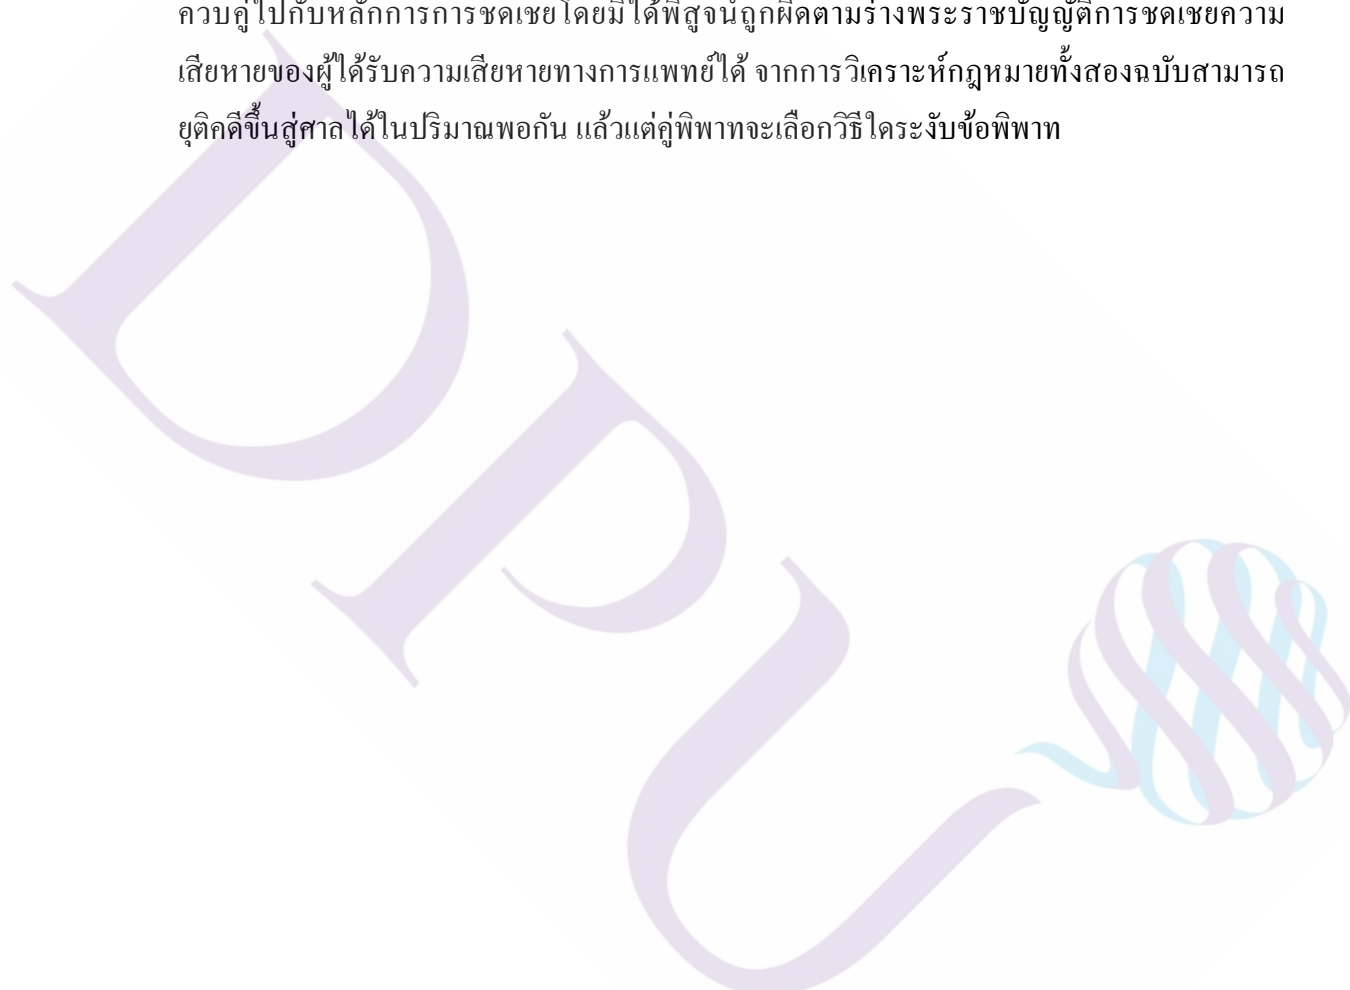 ควบคู่ไปกับหลักการการชดเชยโดยมิได้พิสูจน์ถูกผิดตามร่างพระราชบัญญัติการชดเชยความ
เสียหายของผู้ได้รับความเสียหายทางการแพทย์ได้ จากการวิเคราะห์กฎหมายทั้งสองฉบับสามารถ
ยุติคดีขึ้นสู่ศาลได้ในปริมาณพอกัน แล้วแต่คู่พิพาทจะเลือกวิธีใดระงับข้อพิพาท
DPU